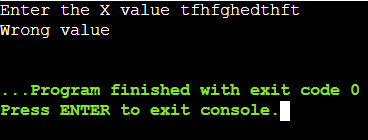 Enter the X value tfhfghedthft
Wrong value
...Program finished with exit code 0
Press ENTER to exit console.